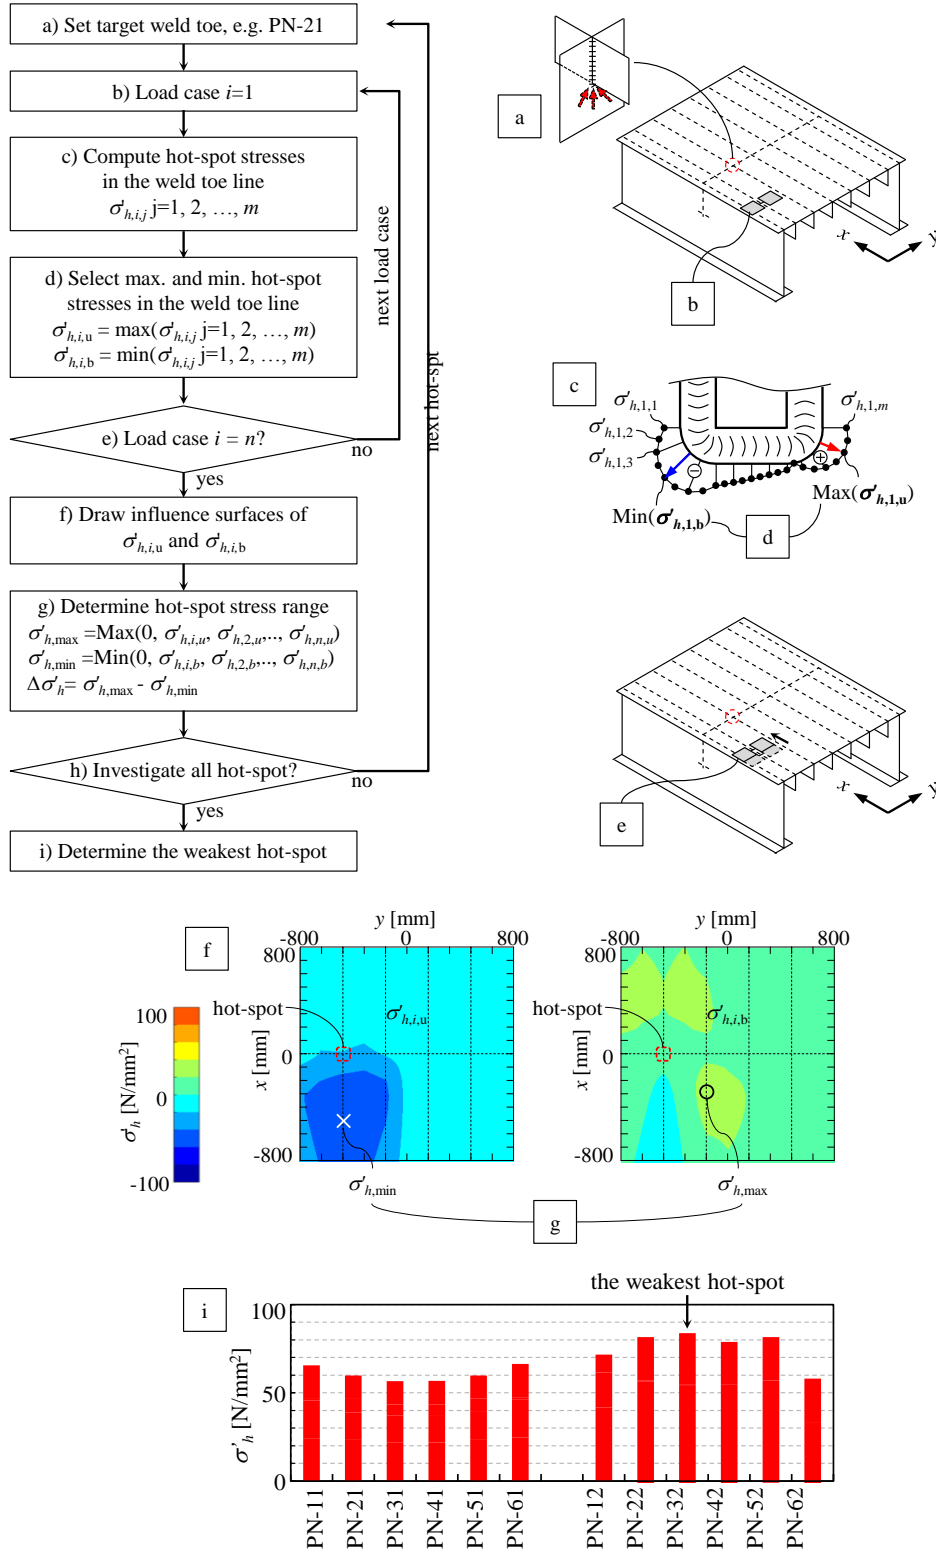 a) Set target weld toe, e.g. PN-21
b) Load case i=1
c) Compute hot-spot stresses
in the weld toe line
σ'h,i,j j=1, 2, …, m
d) Select max. and min. hot-spot
stresses in the weld toe line
σ'h,i,u = max(σ'h,i,j j=1, 2, …, m)
σ'h,i,b = min(σ'h,i,j j=1, 2, …, m)
e) Load case i = n?
no
yes
next load case
f) Draw influence surfaces of
σ'h,i,u and σ'h,i,b
g) Determine hot-spot stress range
σ'h,max =Max(0, σ'h,i,u, σ'h,2,u,.., σ'h,n,u)
σ'h,min =Min(0, σ'h,i,b, σ'h,2,b,.., σ'h,n,b)
Δσ'h= σ'h,max - σ'h,min
h) Investigate all hot-spot?
no
yes
next hot-spt
i) Determine the weakest hot-spot
a
b
x
y
c
σ'h,1,1
σ'h,1,2
σ'h,1,3
σ'h,1,m
−
+
Max(σ'h,1,u)
Min(σ'h,1,b)
d
x
y
e
f
y [mm]
-800 0 800
800
0
-800
x [mm]
hot-spot
σ'h,i,u
σ'h,min
100
0
-100
σ'h [N/mm²]
y [mm]
-800 0 800
800
0
-800
x [mm]
hot-spot
σ'h,i,b
σ'h,max
g
i
the weakest hot-spot
100
50
0
σ'h [N/mm²]
PN-11
PN-21
PN-31
PN-41
PN-51
PN-61
PN-12
PN-22
PN-32
PN-42
PN-52
PN-62